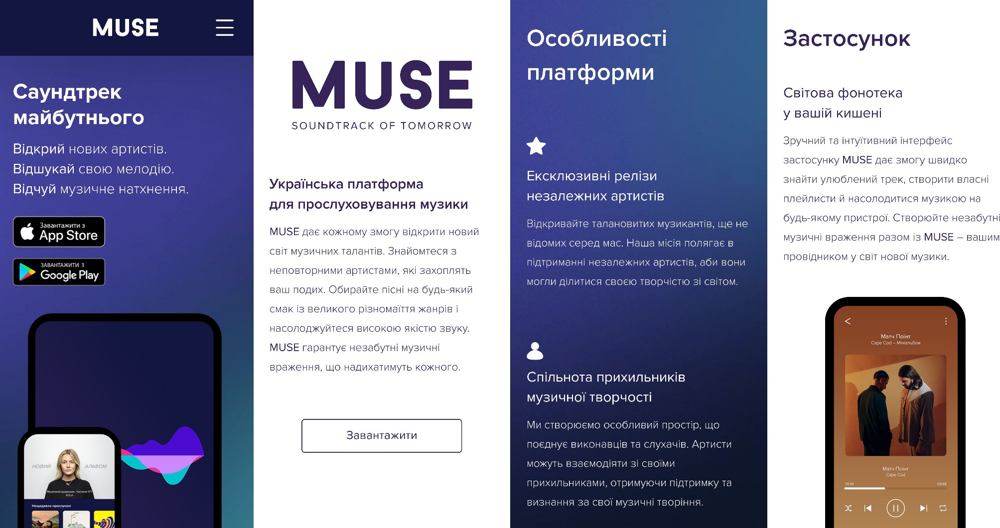 MUSE
Саундтрек
майбутнього
Відкрий нових артистів.
Відшукай свою мелодію.
Відчуй музичне натхнення.
Завантажити з
App Store
ЗАВАНТАЖИТИ З
Google Play
НОВИЙ
АЛЬБОМ
Музичний щоденник. Частина №1
KOLA
Нещодавно прослухані
MUSE
SOUNDTRACK OF TOMORROW
Українська платформа
для прослуховування музики
MUSE дає кожному змогу відкрити новий
світ музичних талантів. Знайомтеся з
неповторними артистами, які захоплять
ваш подих. Обирайте пісні на будь-який
смак із великого різномаїття жанрів і
насолоджуйтеся високою якістю звуку.
MUSE гарантує незабутні музичні
враження, що надихатимуть кожного.
Завантажити
Особливості
платформи
Ексклюзивні релізи
незалежних артистів
Відкривайте талановитих музикантів, ще не
відомих серед мас. Наша місія полягає в
підтриманні незалежних артистів, аби вони
могли ділитися своєю творчістю зі світом.
Спільнота прихильників
музичної творчості
Ми створюємо особливий простір, що
поєднує виконавців та слухачів. Артисти
можуть взаємодіяти зі своїми
прихильниками, отримуючи підтримку та
визнання за свої музичні творіння.
Застосунок
Світова фонотека
у вашій кишені
Зручний та інтуїтивний інтерфейс
застосунку MUSE дає змогу швидко
знайти улюблений трек, створити власні
плейлисти й насолодитися музикою на
будь-якому пристрої. Створюйте незабутні
музичні враження разом із MUSE – вашим
провідником у світ нової музики.
Матч Поінт
Cape Cod – Мініальбом
Матч Поінт
Cape Cod
01:30
03:48